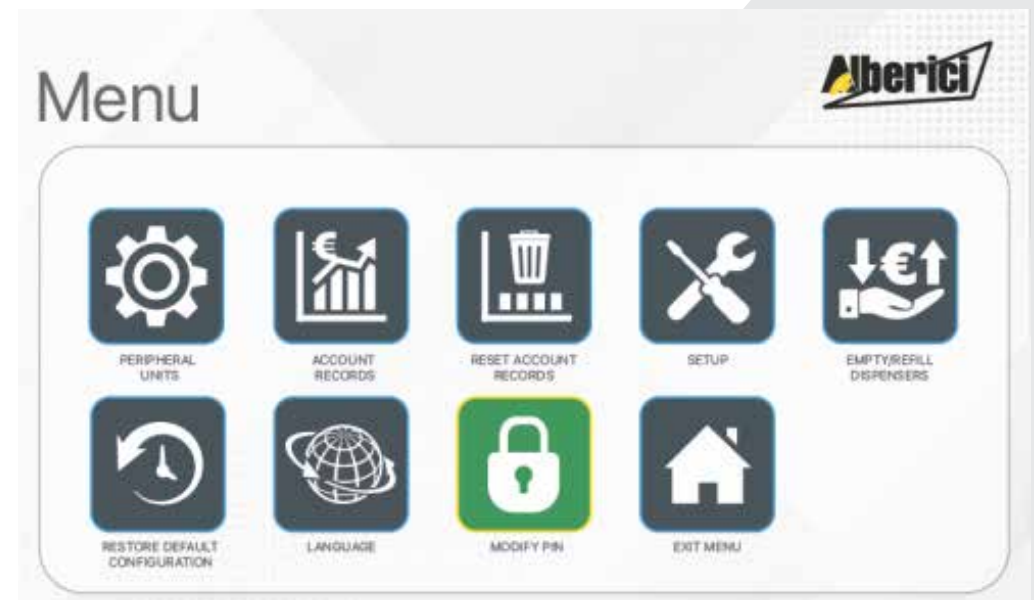 Menu
Alberici
PERIPHERAL
UNITS
ACCOUNT
RECORDS
RESET ACCOUNT
RECORDS
SETUP
EMPTY/REFILL
DISPENSERS
RESTORE DEFAULT
CONFIGURATION
LANGUAGE
MODIFY PIN
EXIT MENU